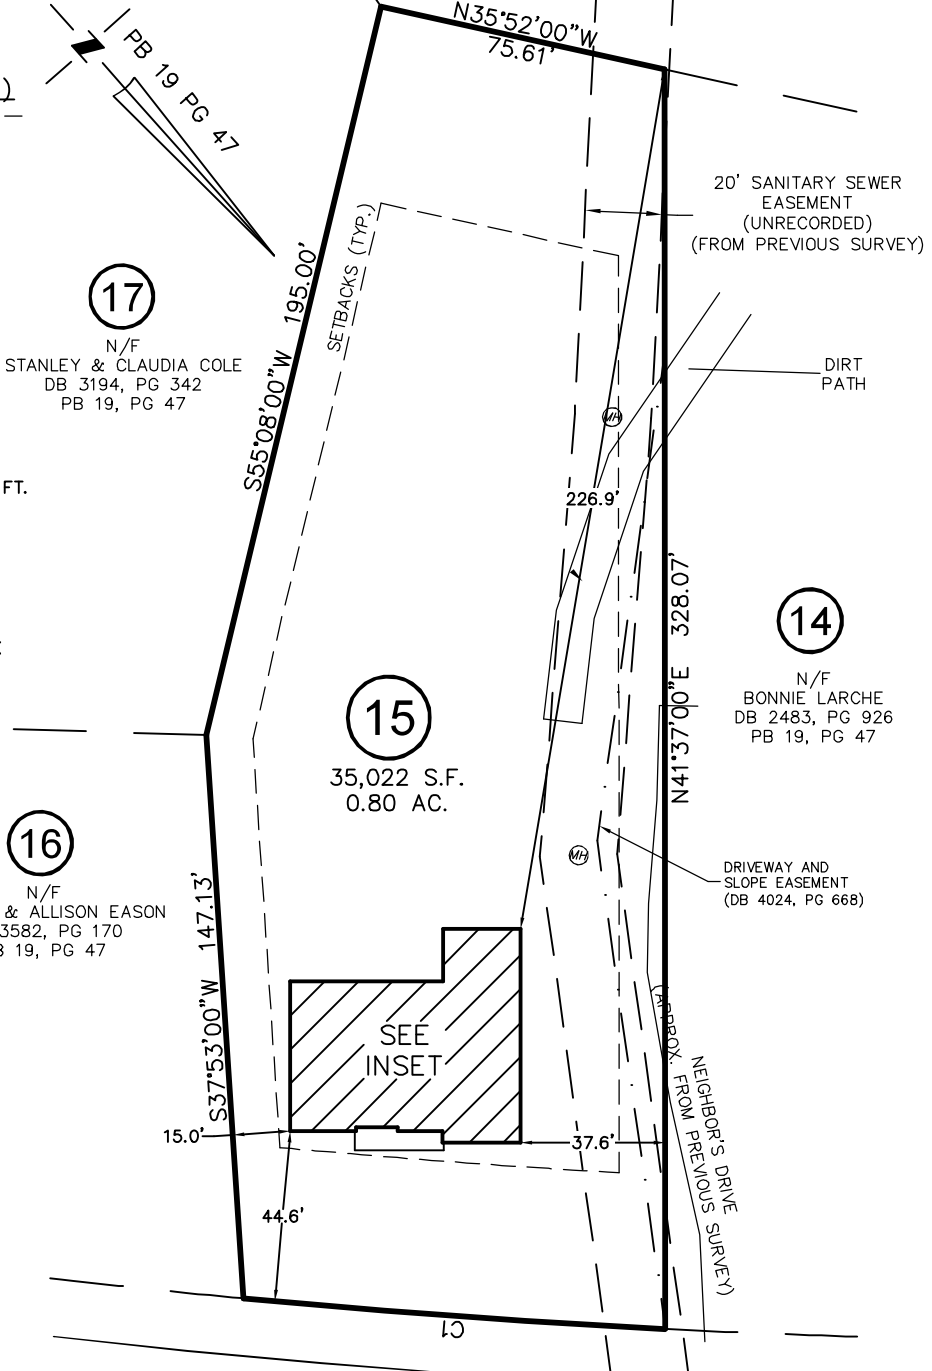 N35°52'00"W
75.61'
PB 19 PG 47
20' SANITARY SEWER
EASEMENT
(UNRECORDED)
(FROM PREVIOUS SURVEY)
SETBACKS (TYP.)
S55°08'00"W 195.00'
17
N/F
STANLEY & CLAUDIA COLE
DB 3194, PG 342
PB 19, PG 47
DIRT
PATH
MH
FT.
226.9'
N41°37'00"E 328.07'
14
N/F
BONNIE LARCHE
DB 2483, PG 926
PB 19, PG 47
15
35,022 S.F.
0.80 AC.
16
N/F
& ALLISON EASON
3582, PG 170
19, PG 47
MH
DRIVEWAY AND
SLOPE EASEMENT
(DB 4024, PG 668)
S37°53'00"W 147.13'
SEE
INSET
NEIGHBOR'S DRIVE
(APPROX. FROM PREVIOUS SURVEY)
15.0'
37.6'
44.6'
C1